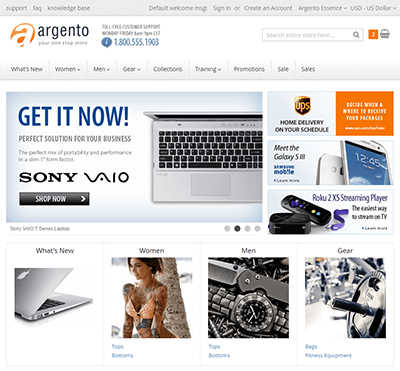 support faq knowledge base
Default welcome msg! Sign in or Create an Account Argento Essence USD - US Dollar
argento
your one stop store
TOLL-FREE CUSTOMER SUPPORT
MONDAY-FRIDAY 8am-9pm CST
1.800.555.1903
Search entire store here...
2
What's New Women Men Gear Collections Training Promotion Sale Sales
GET IT NOW!
PERFECT SOLUTION FOR YOUR BUSINESS
The perfect mix of portability and performance
in a slim 1" form factor.
SONY VAIO
SHOP NOW
Sony VAIO T Series Laptop
ups
HOME DELIVERY
ON YOUR SCHEDULE
DECIDE WHEN &
WHERE TO RECEIVE
YOUR PACKAGES
Meet the
Galaxy S III
SAMSUNG
mobile
Learn more
Roku 2 XS Streaming Player
The easiest way
to stream on TV
Learn more
What's New Women Men Gear
Tops
Bottoms
Tops
Bottoms
Bags
Fitness Equipment